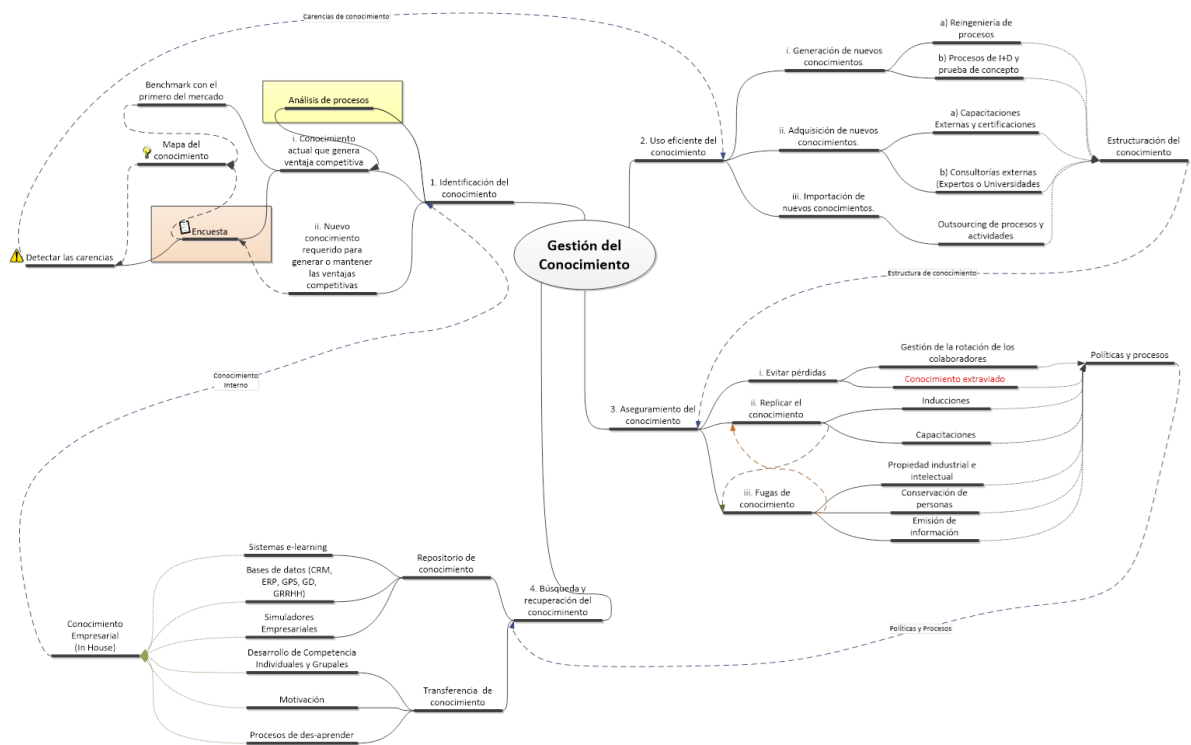 Carencias de conocimiento
Benchmark con el
primero del mercado
Análisis de procesos
i. Conocimiento
actual que genera
ventaja competitiva
Mapa del
conocimiento
1. Identificación del
conocimiento
Encuesta
Detectar las carencias
ii. Nuevo
conocimiento
requerido para
generar o mantener
las ventajas
competitivas
Gestión del
Conocimiento
2. Uso eficiente del
conocimiento
i. Generación de nuevos
conocimientos.
a) Reingeniería de
procesos
b) Procesos de I+D y
prueba de concepto
ii. Adquisición de nuevos
conocimientos.
a) Capacitaciones
Externas y certificaciones
b) Consultorías externas
(Expertos o Universidades
iii. Importación de
nuevos conocimientos.
Outsourcing de procesos y
actividades
Estructuración del
conocimiento
Estructura de conocimiento
3. Aseguramiento del
conocimiento
i. Evitar pérdidas
Gestión de la rotación de los
colaboradores
Conocimiento extraviado
ii. Replicar el
conocimiento
Inducciones
Capacitaciones
iii. Fugas de
conocimiento
Propiedad industrial e
intelectual
Conservación de
personas
Emisión de
información
Políticas y procesos
Políticas y Procesos
4. Búsqueda y
recuperación del
conociminento
Repositorio de
conocimiento
Sistemas e-learning
Bases de datos (CRM,
ERP, GPS, GD,
GRRHH)
Simuladores
Empresariales
Transferencia de
conocimiento
Desarrollo de Competencia
Individuales y Grupales
Motivación
Procesos de des-aprender
Conocimiento
Empresarial
(In House)
Conocimiento
Interno